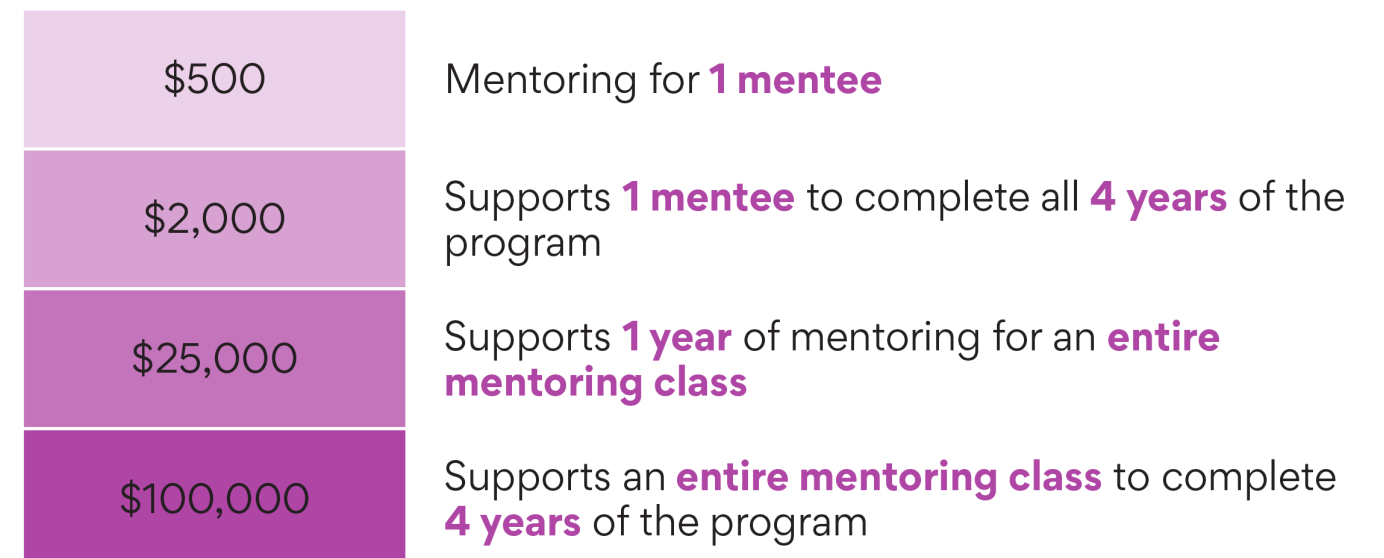 $500
Mentoring for 1 mentee
$2,000
Supports 1 mentee to complete all 4 years of the
program
$25,000
Supports 1 year of mentoring for an entire
mentoring class
$100,000
Supports an entire mentoring class to complete
4 years of the program